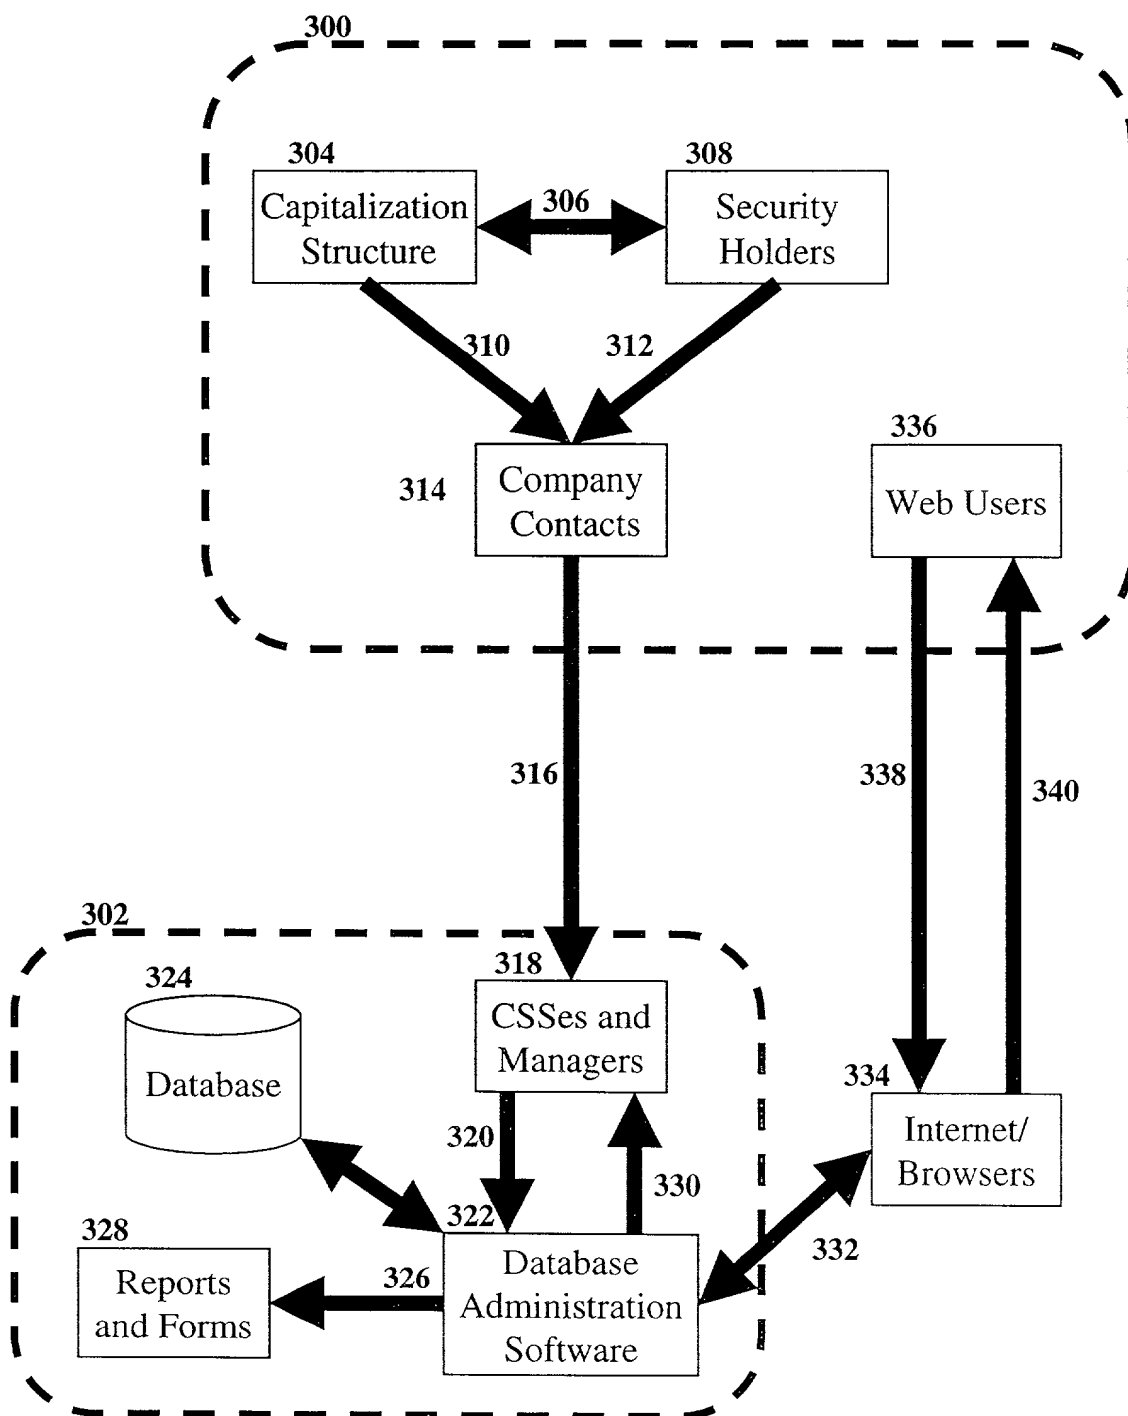 300
304
308
Capitalization
Structure
306
Security
Holders
310
312
314
Company
Contacts
336
Web Users
316
338
340
302
324
318
Database
CSSes and
Managers
334
Internet/
Browsers
320
330
322
332
328
Reports
and Forms
326
Database
Administration
Software